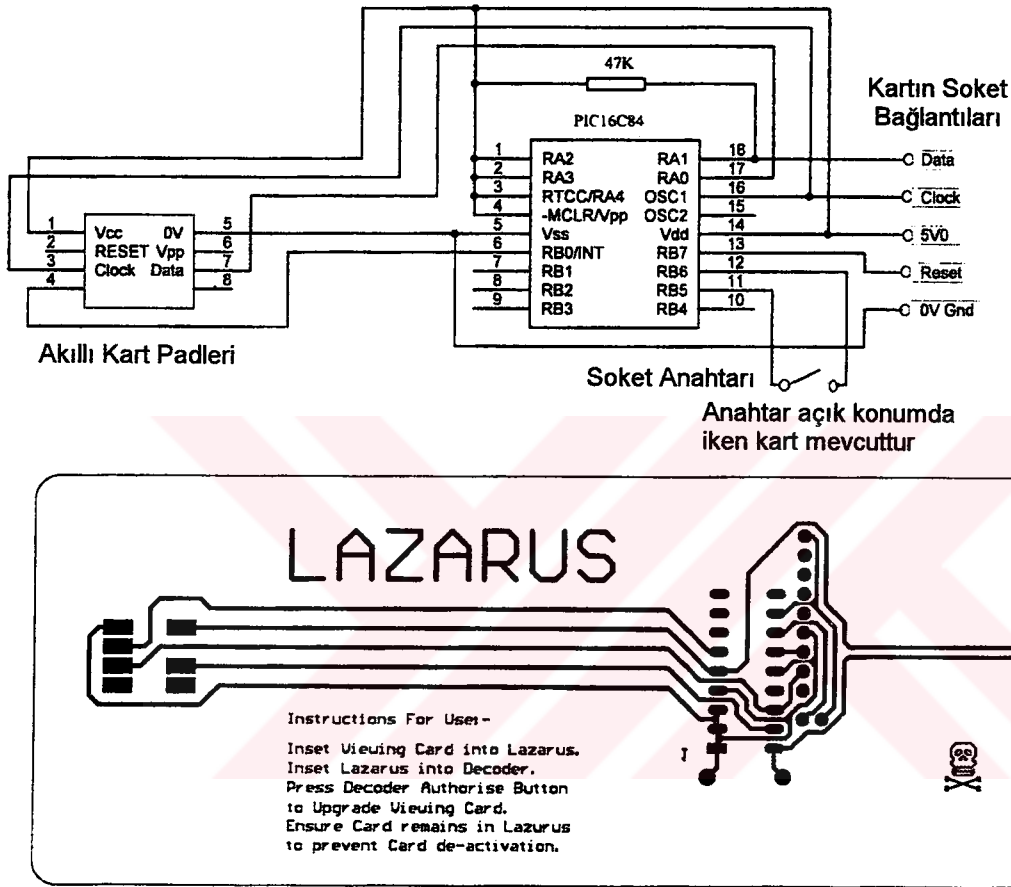 47K
Kartın Soket
Bağlantıları
PIC16C84
1 RA2 RA1 18 Data
2 RA3 RA0 17
3 RTCC/RA4 OSC1 16 Clock
4 -MCLR/Vpp OSC2 15
5 Vss Vdd 14 5V0
6 RB0/INT RB7 13 Reset
7 RB1 RB6 12
8 RB2 RB5 11
9 RB3 RB4 10 0V Gnd
1 Vcc 0V 5
2 RESET Vpp 6
3 Clock Data 7
4 8
Akıllı Kart Padleri
Soket Anahtarı
Anahtar açık konumda
iken kart mevcuttur
LAZARUS
Instructions For Use:-
Inset Viewing Card into Lazarus.
Inset Lazarus into Decoder.
Press Decoder Authorise Button
to Upgrade Viewing Card.
Ensure Card remains in Lazurus
to prevent Card de-activation.